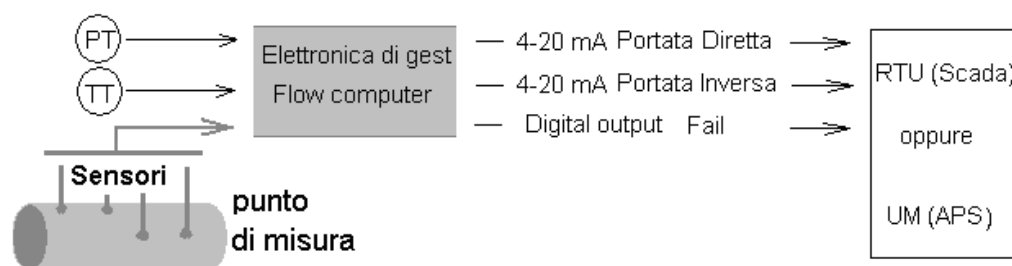 PT
TT
Elettronica di gest
Flow computer
4-20 mA Portata Diretta
4-20 mA Portata Inversa
Digital output Fail
RTU (Scada)
oppure
UM (APS)
Sensori
punto
di misura